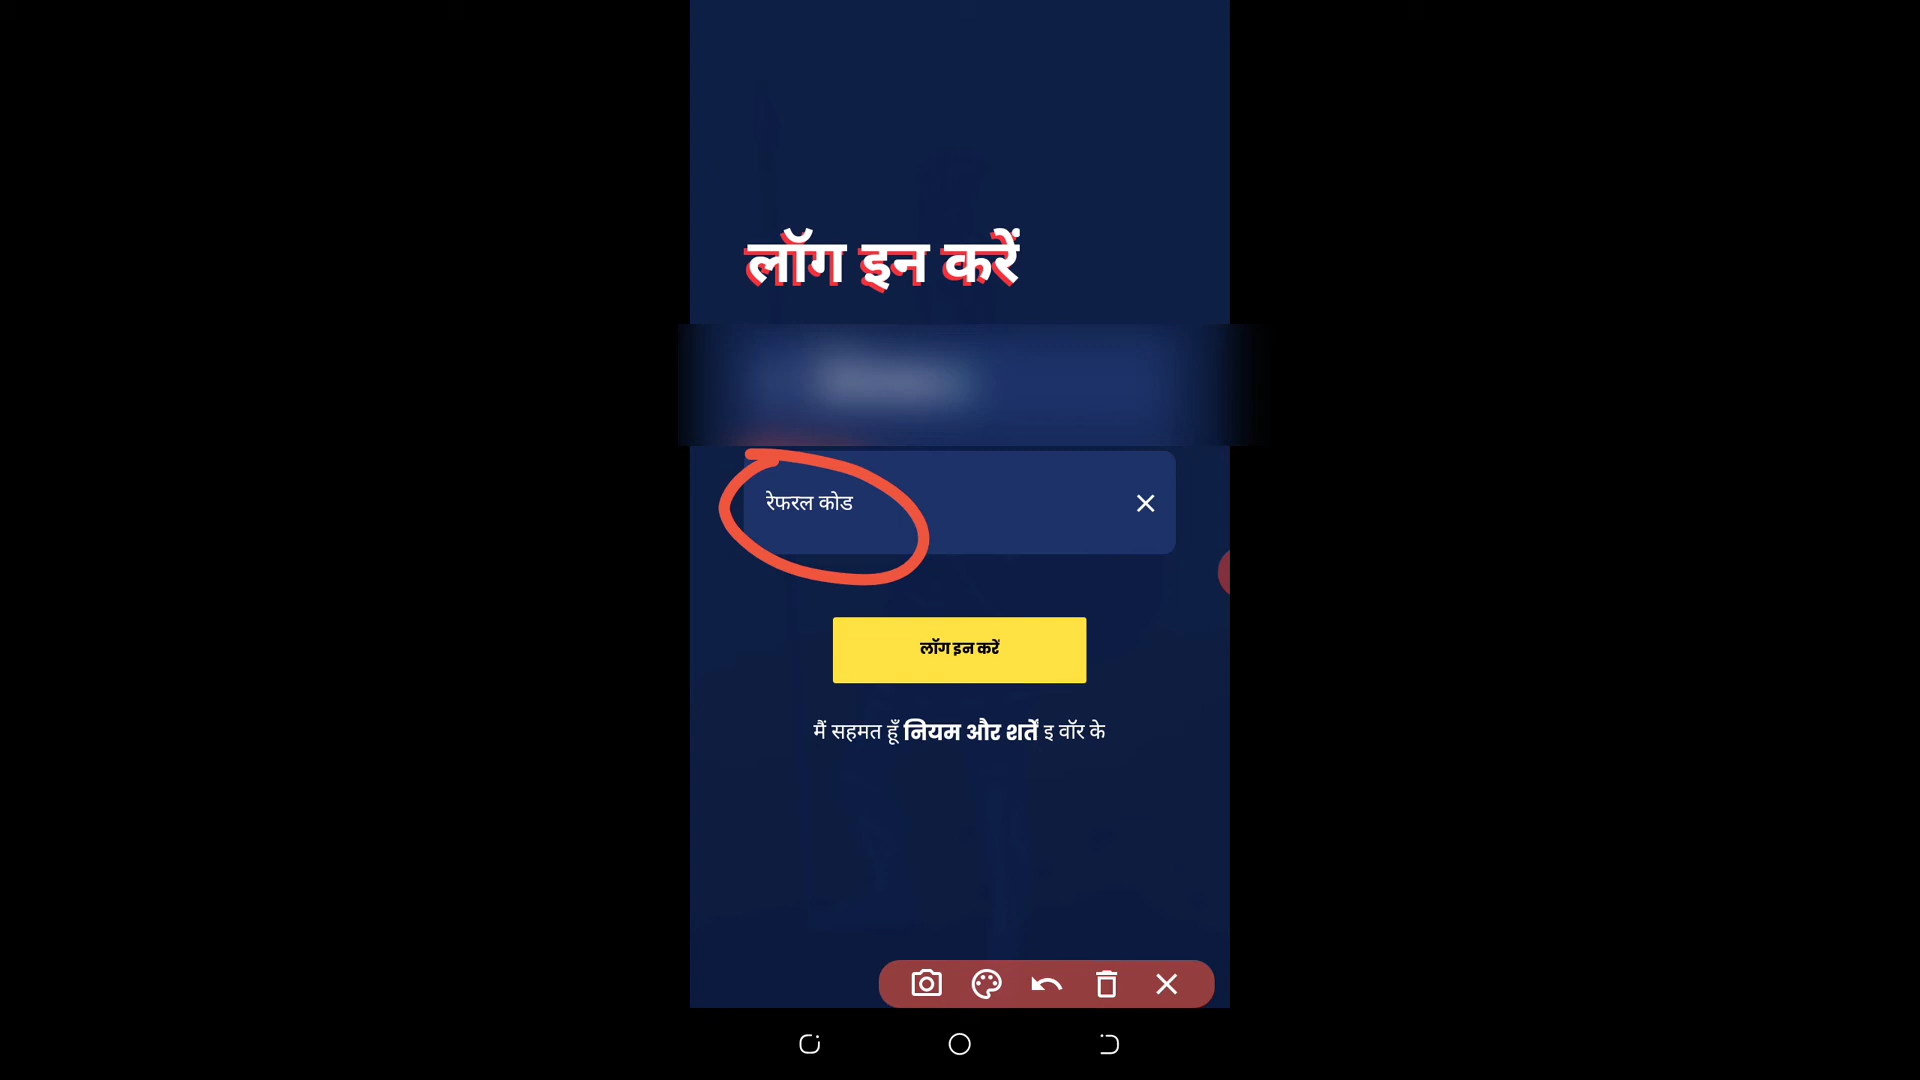 लॉग इन करें
रेफरल कोड
लॉग इन करें
मैं सहमत हूँ नियम और शर्तें इ वॉर के